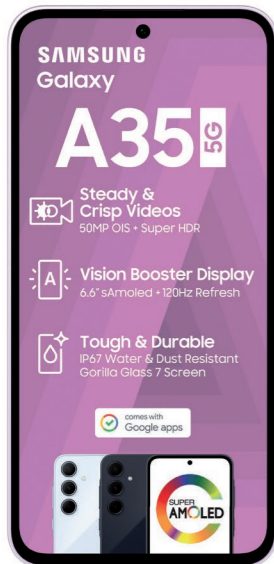 SAMSUNG
Galaxy
A35 5G
Steady &
Crisp Videos
50MP OIS + Super HDR
A
Vision Booster Display
6.6” sAmoled + 120Hz Refresh
Tough & Durable
IP67 Water & Dust Resistant
Gorilla Glass 7 Screen
comes with
Google apps
SUPER
AMOLED